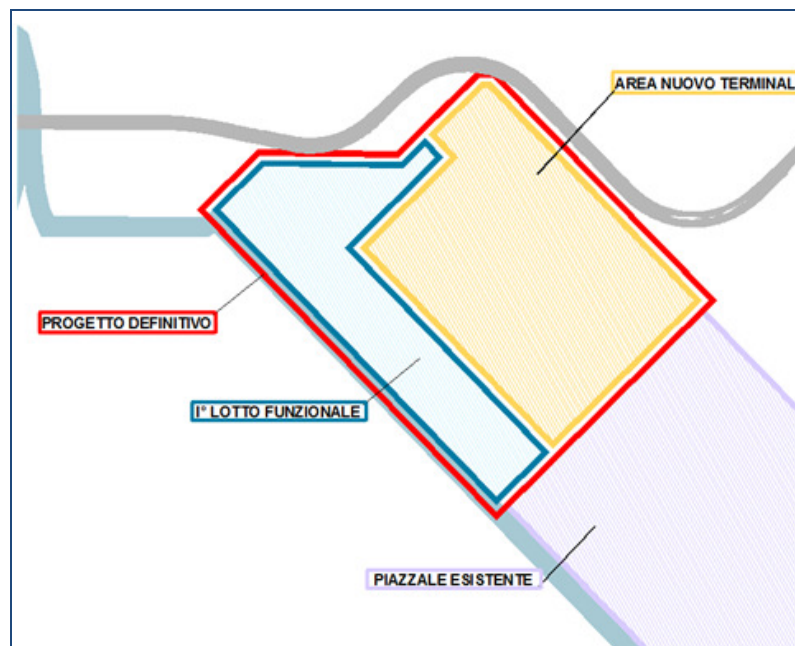 AREA NUOVO TERMINAL
PROGETTO DEFINITIVO
I° LOTTO FUNZIONALE
PIAZZALE ESISTENTE